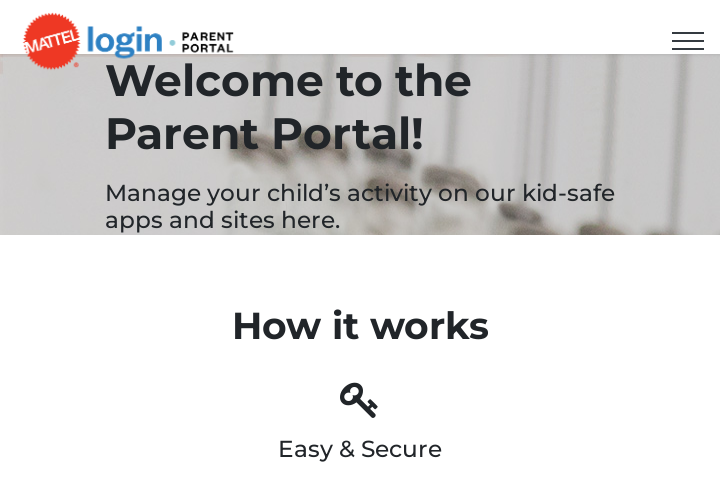 MATTEL
login
PARENT
PORTAL
Welcome to the
Parent Portal!
Manage your child’s activity on our kid-safe
apps and sites here.
How it works
Easy & Secure